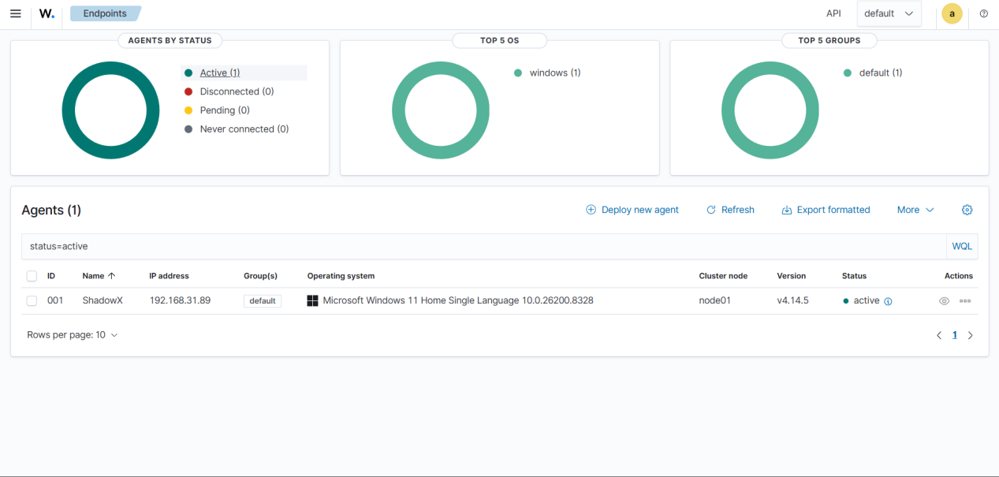 W. Endpoints API default a
AGENTS BY STATUS
Active (1)
Disconnected (0)
Pending (0)
Never connected (0)
TOP 5 OS
windows (1)
TOP 5 GROUPS
default (1)
Agents (1) Deploy new agent Refresh Export formatted More
status=active WQL
ID Name IP address Group(s) Operating system Cluster node Version Status Actions
001 ShadowX 192.168.31.89 default Microsoft Windows 11 Home Single Language 10.0.26200.8328 node01 v4.14.5 active
Rows per page: 10 1